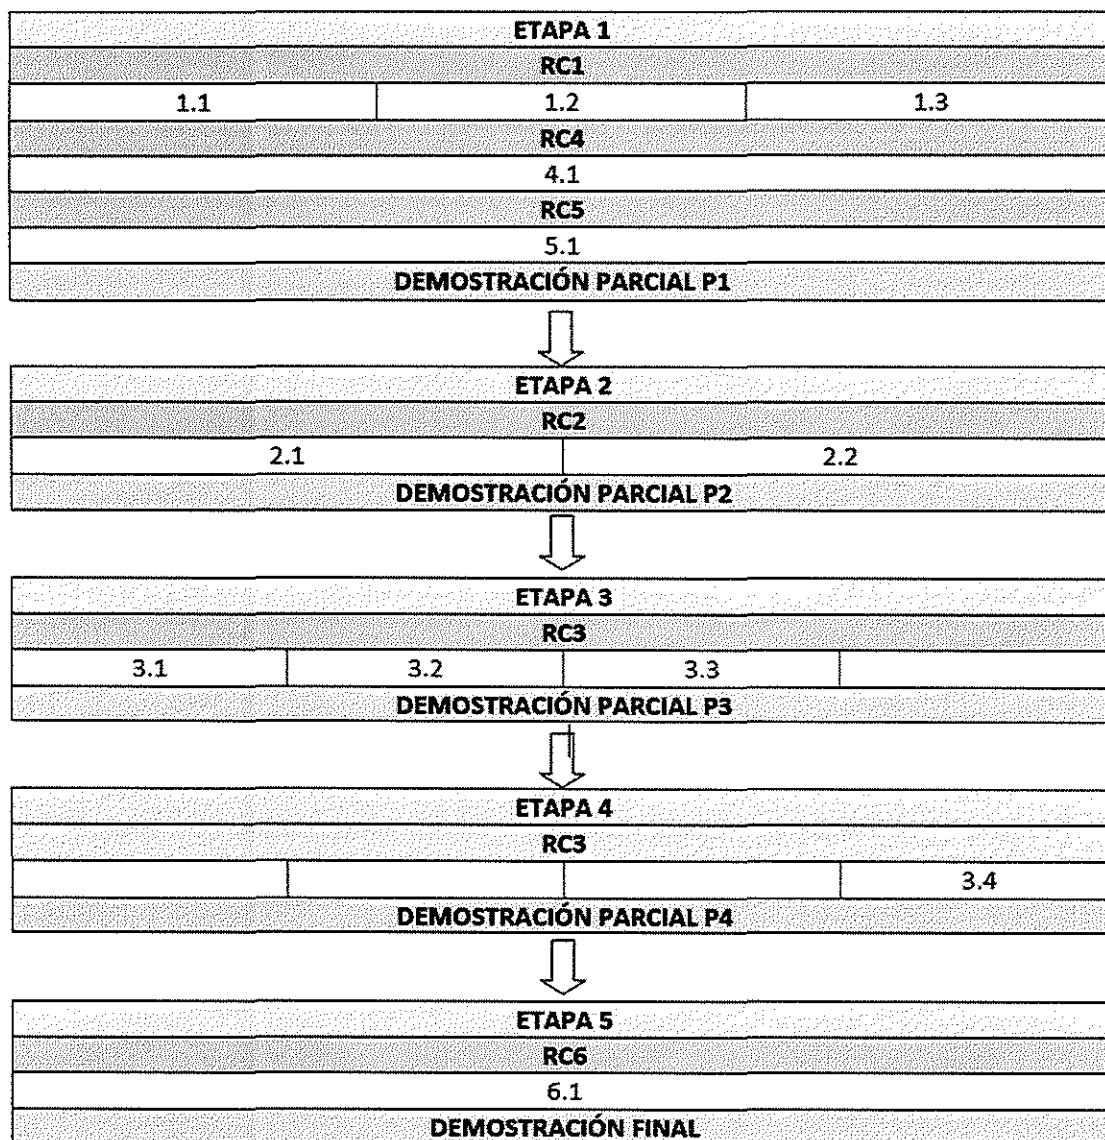 ETAPA 1
RC1
1.1 1.2 1.3
RC4
4.1
RC5
5.1
DEMOSTRACIÓN PARCIAL P1
ETAPA 2
RC2
2.1 2.2
DEMOSTRACIÓN PARCIAL P2
ETAPA 3
RC3
3.1 3.2 3.3
DEMOSTRACIÓN PARCIAL P3
ETAPA 4
RC3
3.4
DEMOSTRACIÓN PARCIAL P4
ETAPA 5
RC6
6.1
DEMOSTRACIÓN FINAL